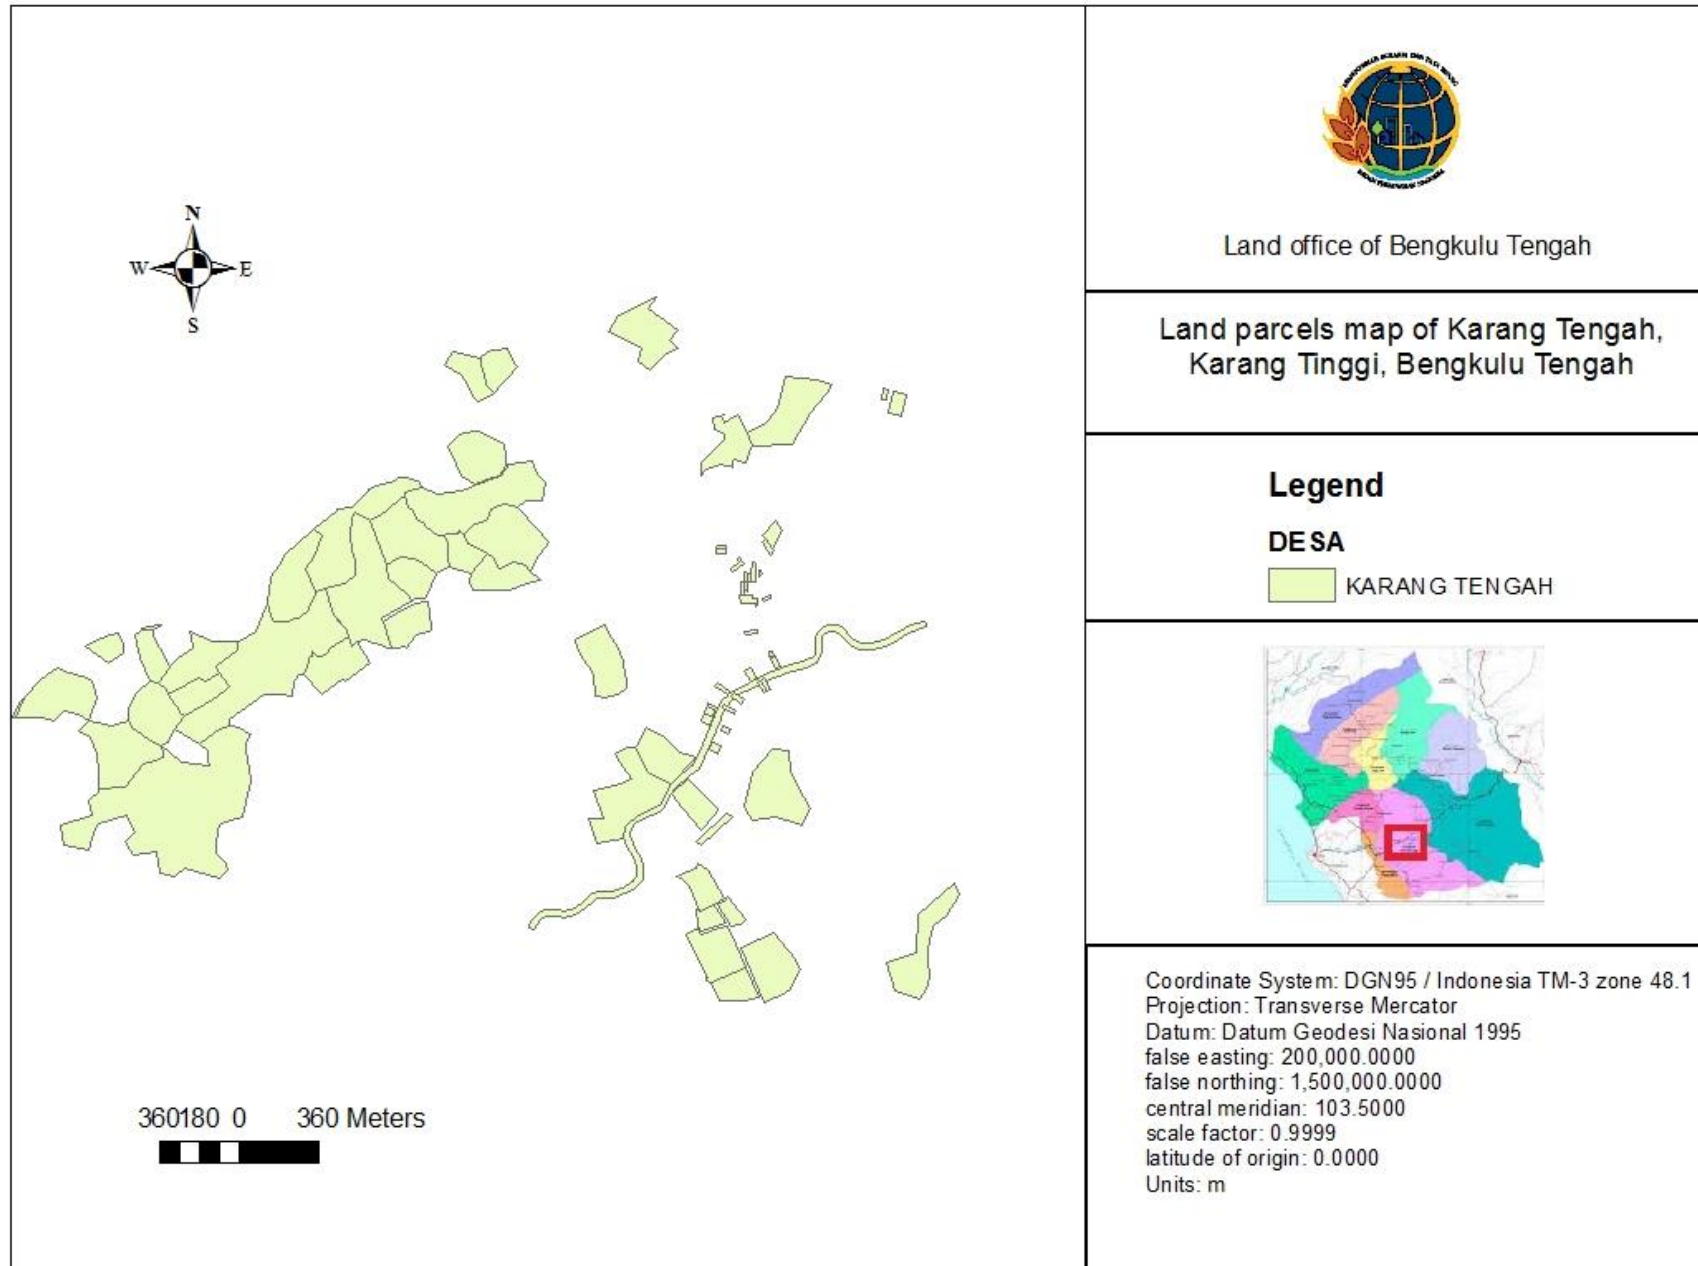 N
W E
S
360180 0 360 Meters
Land office of Bengkulu Tengah
Land parcels map of Karang Tengah,
Karang Tinggi, Bengkulu Tengah
Legend
DESA
KARANG TENGAH
Coordinate System: DGN95 / Indonesia TM-3 zone 48.1
Projection: Transverse Mercator
Datum: Datum Geodesi Nasional 1995
false easting: 200,000.0000
false northing: 1,500,000.0000
central meridian: 103.5000
scale factor: 0.9999
latitude of origin: 0.0000
Units: m